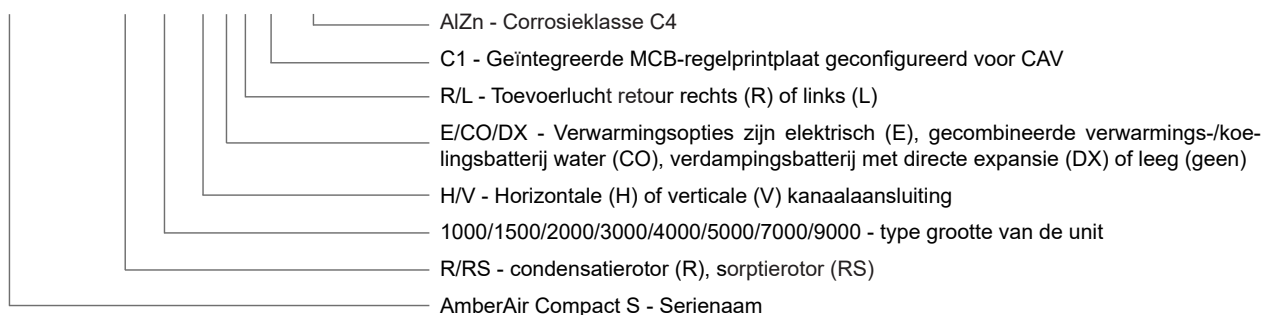 AlZn - Corrosieklasse C4
C1 - Geïntegreerde MCB-regelprintplaat geconfigureerd voor CAV
R/L - Toevoerlucht retour rechts (R) of links (L)
E/CO/DX - Verwarmingsopties zijn elektrisch (E), gecombineerde verwarmings-/koe-
lingsbatterij water (CO), verdampingsbatterij met directe expansie (DX) of leeg (geen)
H/V - Horizontale (H) of verticale (V) kanaalaansluiting
1000/1500/2000/3000/4000/5000/7000/9000 - type grootte van de unit
R/RS - condensatierotor (R), sorptierotor (RS)
AmberAir Compact S - Serienaam